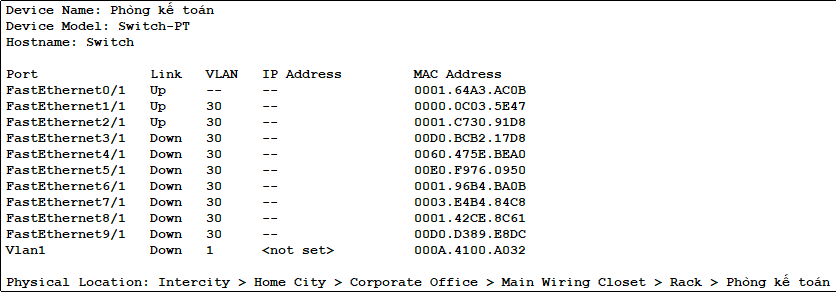 Device Name: Phòng kế toán
Device Model: Switch-PT
Hostname: Switch
Port Link VLAN IP Address MAC Address
FastEthernet0/1 Up -- -- 0001.64A3.AC0B
FastEthernet1/1 Up 30 -- 0000.0C03.5E47
FastEthernet2/1 Up 30 -- 0001.C730.91D8
FastEthernet3/1 Down 30 -- 00D0.BCB2.17D8
FastEthernet4/1 Down 30 -- 0060.475E.BEA0
FastEthernet5/1 Down 30 -- 00E0.F976.0950
FastEthernet6/1 Down 30 -- 0001.96B4.BA0B
FastEthernet7/1 Down 30 -- 0003.E4B4.84C8
FastEthernet8/1 Down 30 -- 0001.42CE.8C61
FastEthernet9/1 Down 30 -- 00D0.D389.E8DC
Vlan1 Down 1 <not set> 000A.4100.A032
Physical Location: Intercity > Home City > Corporate Office > Main Wiring Closet > Rack > Phòng kế toán